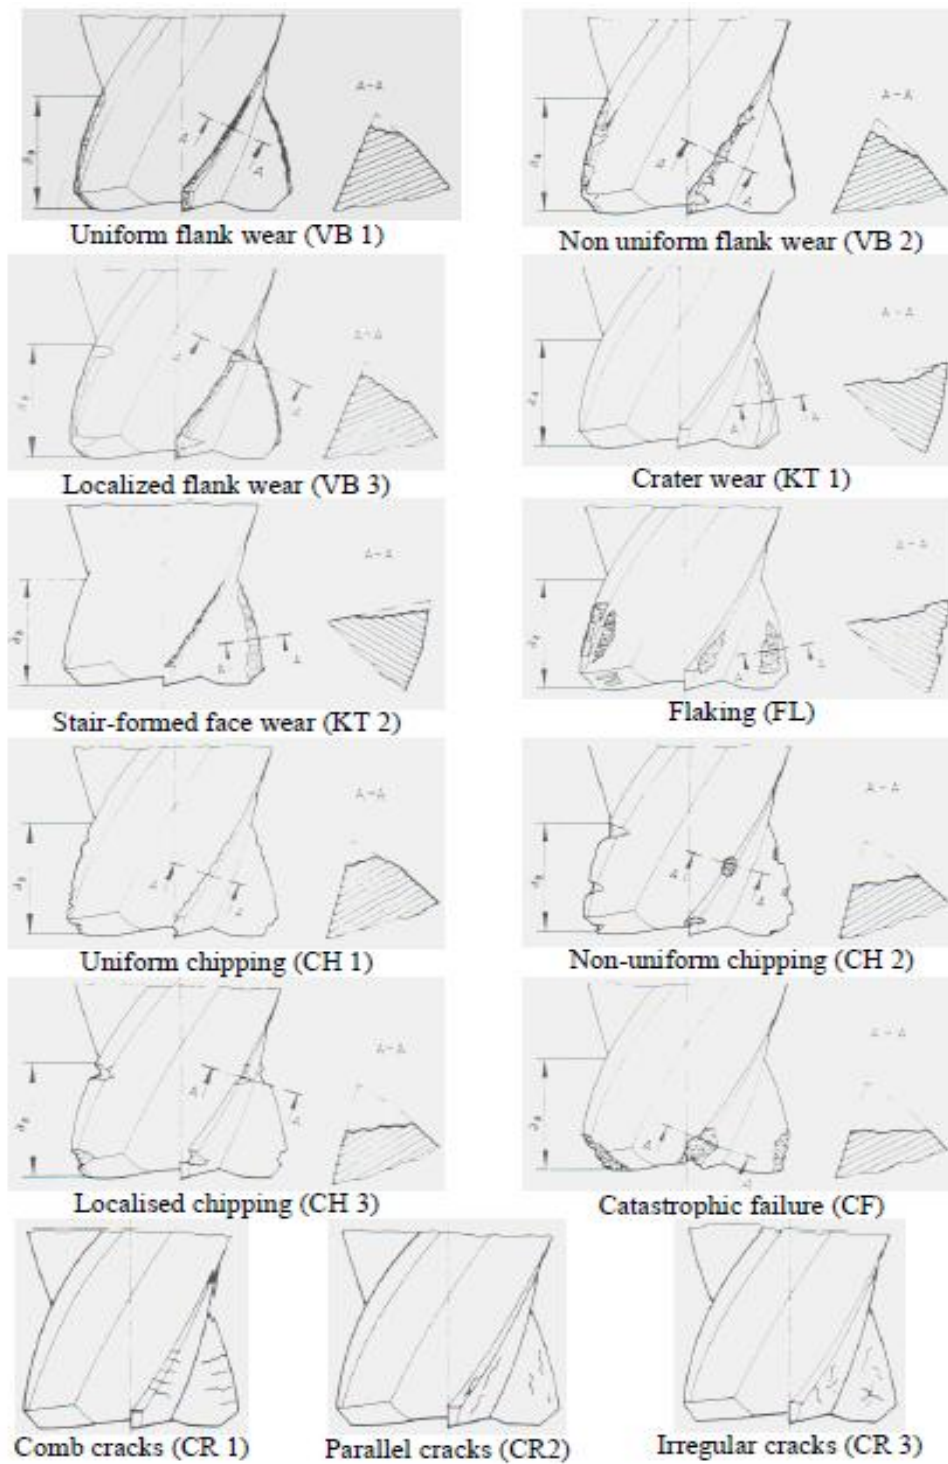 A-A
A-A
A
A
A
A
Uniform flank wear (VB 1)
Non uniform flank wear (VB 2)
A-A
A-A
A
A
A
A
Localized flank wear (VB 3)
Crater wear (KT 1)
A-A
A-A
A
A
A
A
Stair-formed face wear (KT 2)
Flaking (FL)
A-A
A-A
A
A
A
A
Uniform chipping (CH 1)
Non-uniform chipping (CH 2)
A-A
A-A
A
A
A
A
Localised chipping (CH 3)
Catastrophic failure (CF)
Comb cracks (CR 1)
Parallel cracks (CR2)
Irregular cracks (CR 3)